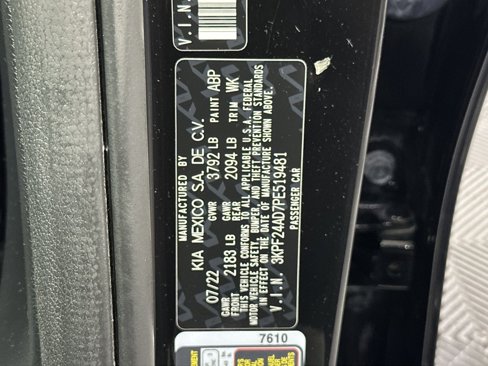 V.I.N.
KIA MEXICO S.A. DE C.V.
07/22 GVWR 3792 LB PAINT ABP
GAWR FRONT 2183 LB GAWR REAR 2094 LB TRIM WK
THIS VEHICLE CONFORMS TO ALL APPLICABLE U.S.A. FEDERAL
MOTOR VEHICLE SAFETY, BUMPER, AND THEFT PREVENTION STANDARDS
IN EFFECT ON THE DATE OF MANUFACTURE SHOWN ABOVE.
V.I.N. 3KPF24AD7PE519481
PASSENGER CAR
7610